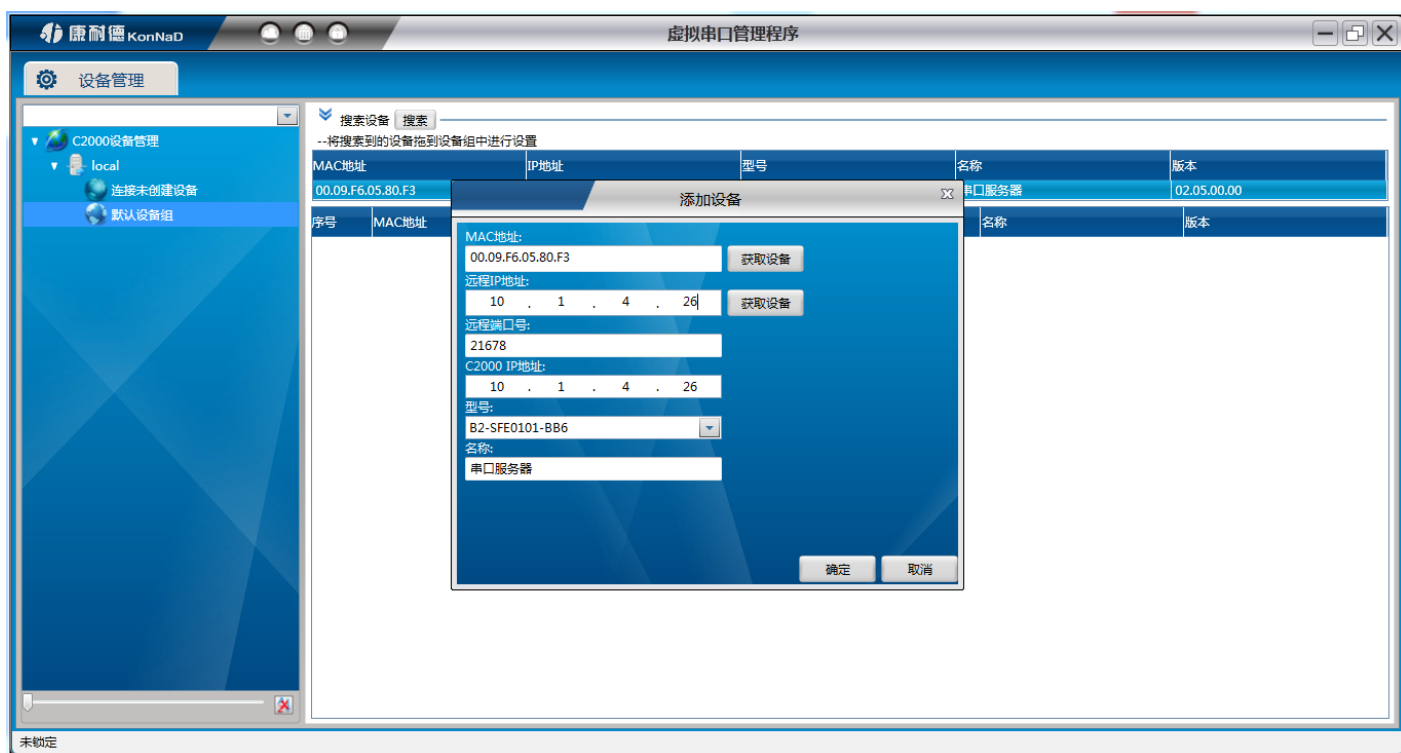 康耐德 KonNaD
虚拟串口管理程序
设备管理
搜索设备 搜索
--将搜索到的设备拖到设备组中进行设置
C2000设备管理
local
连接未创建设备
默认设备组
MAC地址 IP地址 型号 名称 版本
00.09.F6.05.80.F3 串口服务器 02.05.00.00
序号 MAC地址 名称 版本
添加设备
MAC地址:
00.09.F6.05.80.F3 获取设备
远程IP地址:
10 . 1 . 4 . 26 获取设备
远程端口号:
21678
C2000 IP地址:
10 . 1 . 4 . 26
型号:
B2-SFE0101-BB6
名称:
串口服务器
确定 取消
未锁定